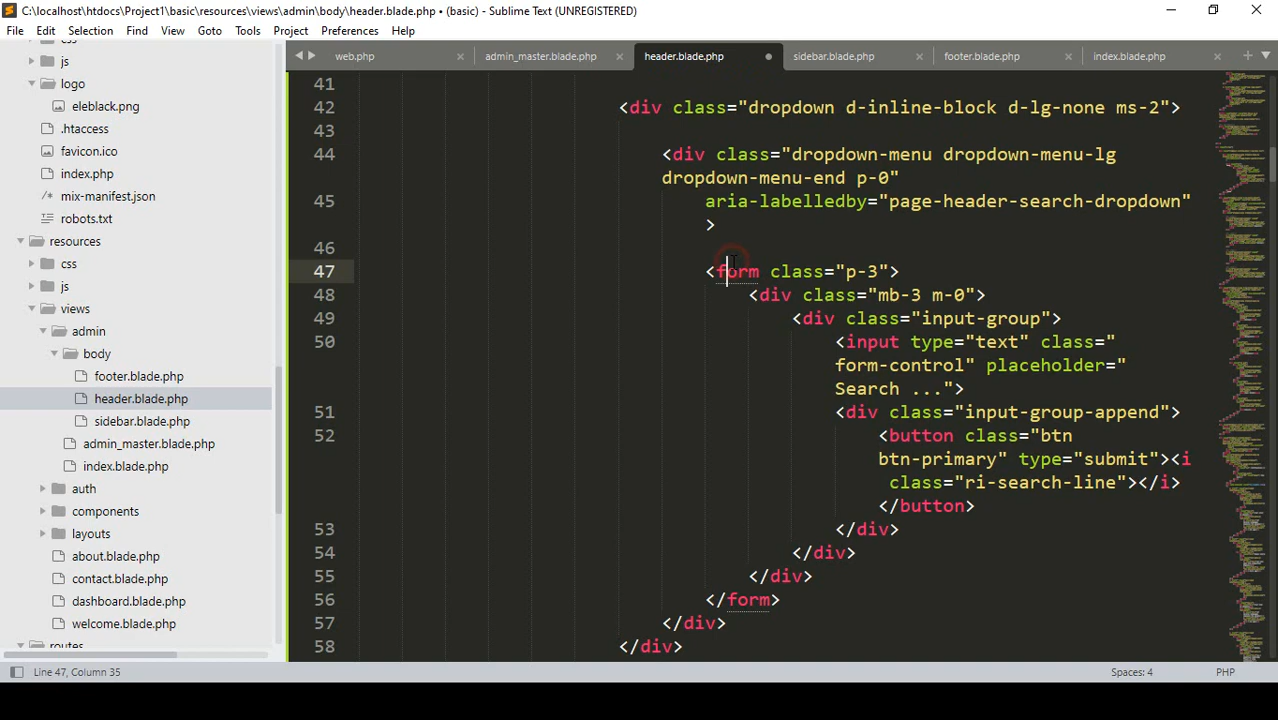 C:\localhost\htdocs\Project1\basic\resources\views\admin\body\header.blade.php • (basic) - Sublime Text (UNREGISTERED)
File Edit Selection Find View Goto Tools Project Preferences Help
web.php admin_master.blade.php header.blade.php sidebar.blade.php footer.blade.php index.blade.php
js
logo
eleblack.png
.htaccess
favicon.ico
index.php
mix-manifest.json
robots.txt
resources
css
js
views
admin
body
footer.blade.php
header.blade.php
sidebar.blade.php
admin_master.blade.php
index.blade.php
auth
components
layouts
about.blade.php
contact.blade.php
dashboard.blade.php
welcome.blade.php
routes
41
42 <div class="dropdown d-inline-block d-lg-none ms-2">
43
44 <div class="dropdown-menu dropdown-menu-lg
dropdown-menu-end p-0"
45 aria-labelledby="page-header-search-dropdown"
>
46
47 <form class="p-3">
48 <div class="mb-3 m-0">
49 <div class="input-group">
50 <input type="text" class="
form-control" placeholder="
Search ...">
51 <div class="input-group-append">
52 <button class="btn
btn-primary" type="submit"><i
class="ri-search-line"></i>
</button>
53 </div>
54 </div>
55 </div>
56 </form>
57 </div>
58 </div>
Line 47, Column 35 Spaces: 4 PHP